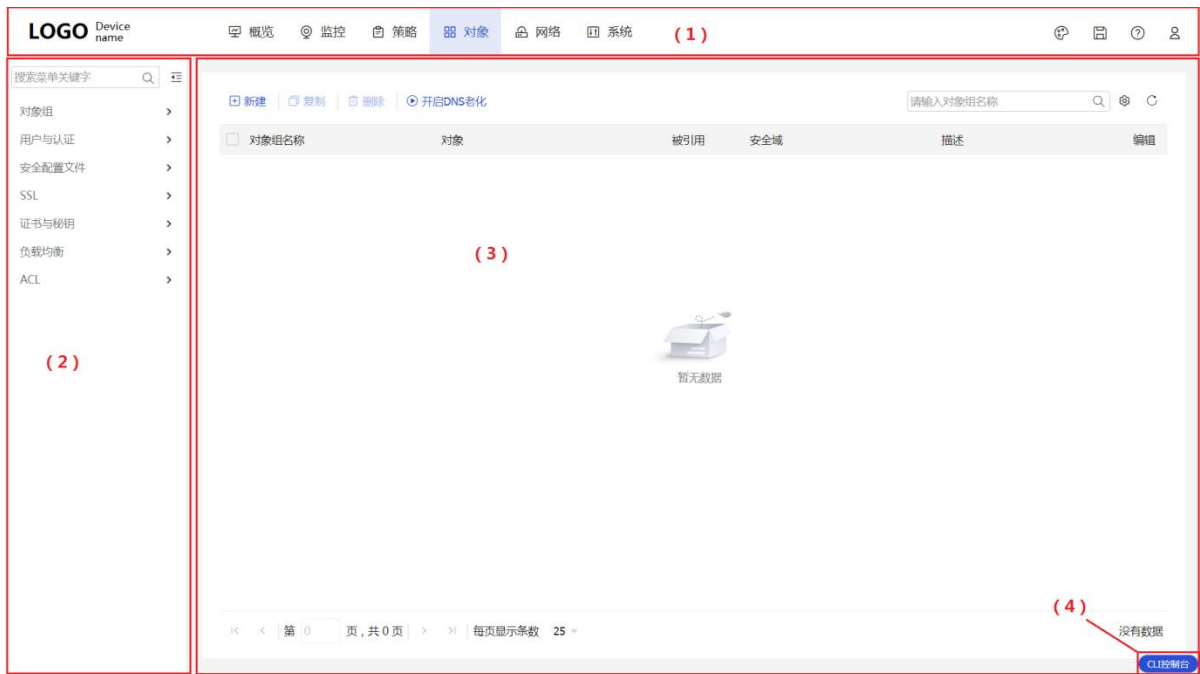 LOGO Device name 概览 监控 策略 对象 网络 系统 (1)
搜索菜单关键字
对象组
用户与认证
安全配置文件
SSL
证书与秘钥
负载均衡
ACL
(2)
新建 复制 删除 开启DNS老化 请输入对象组名称
对象组名称 对象 被引用 安全域 描述 编辑
(3)
暂无数据
(4)
第 0 页,共0页 每页显示条数 25 没有数据
CLI控制台